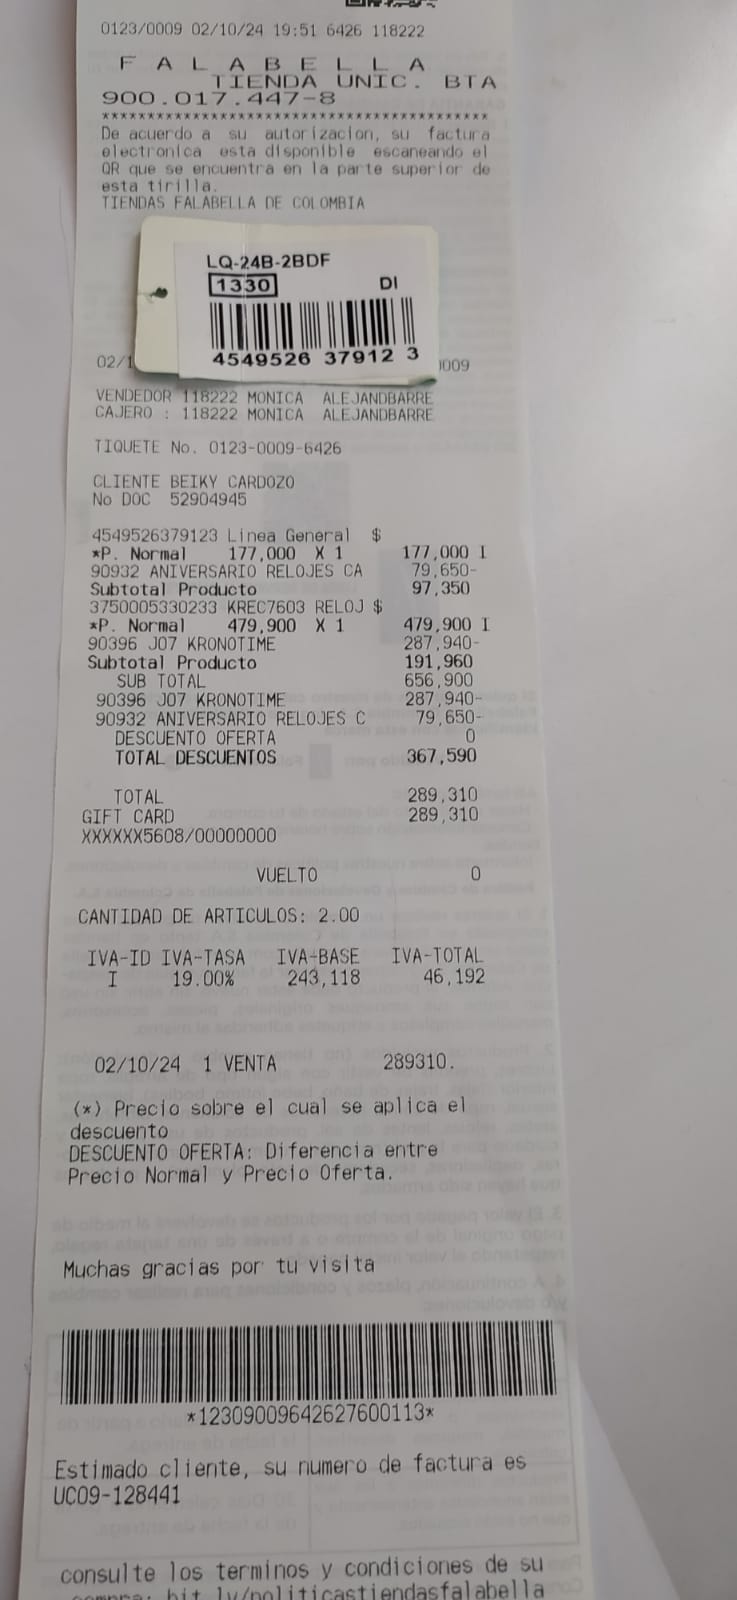 0123/0009 02/10/24 19:51 6426 118222
F A L A B E L L A
TIENDA UNIC. BTA
900.017.447-8
*******************************************
De acuerdo a su autorizacion, su factura
electronica esta disponible escaneando el
QR que se encuentra en la parte superior de
esta tirilla.
TIENDAS FALABELLA DE COLOMBIA
LQ-24B-2BDF
1330 DI
4549526 37912 3
02/1 0009
VENDEDOR 118222 MONICA ALEJANDBARRE
CAJERO : 118222 MONICA ALEJANDBARRE
TIQUETE No. 0123-0009-6426
CLIENTE BEIKY CARDOZO
No DOC 52904945
4549526379123 Linea General $
*P. Normal 177,000 X 1 177,000 I
90932 ANIVERSARIO RELOJES CA 79,650-
Subtotal Producto 97,350
3750005330233 KREC7603 RELOJ $
*P. Normal 479,900 X 1 479,900 I
90396 J07 KRONOTIME 287,940-
Subtotal Producto 191,960
SUB TOTAL 656,900
90396 J07 KRONOTIME 287,940-
90932 ANIVERSARIO RELOJES C 79,650-
DESCUENTO OFERTA 0
TOTAL DESCUENTOS 367,590
TOTAL 289,310
GIFT CARD 289,310
XXXXXX5608/00000000
VUELTO 0
CANTIDAD DE ARTICULOS: 2.00
IVA-ID IVA-TASA IVA-BASE IVA-TOTAL
I 19.00% 243,118 46,192
02/10/24 1 VENTA 289310.
(*) Precio sobre el cual se aplica el
descuento
DESCUENTO OFERTA: Diferencia entre
Precio Normal y Precio Oferta.
Muchas gracias por tu visita
*12309009642627600113*
Estimado cliente, su numero de factura es
UC09-128441
consulte los terminos y condiciones de su
compra: bit.ly/politicastiendasfalabella